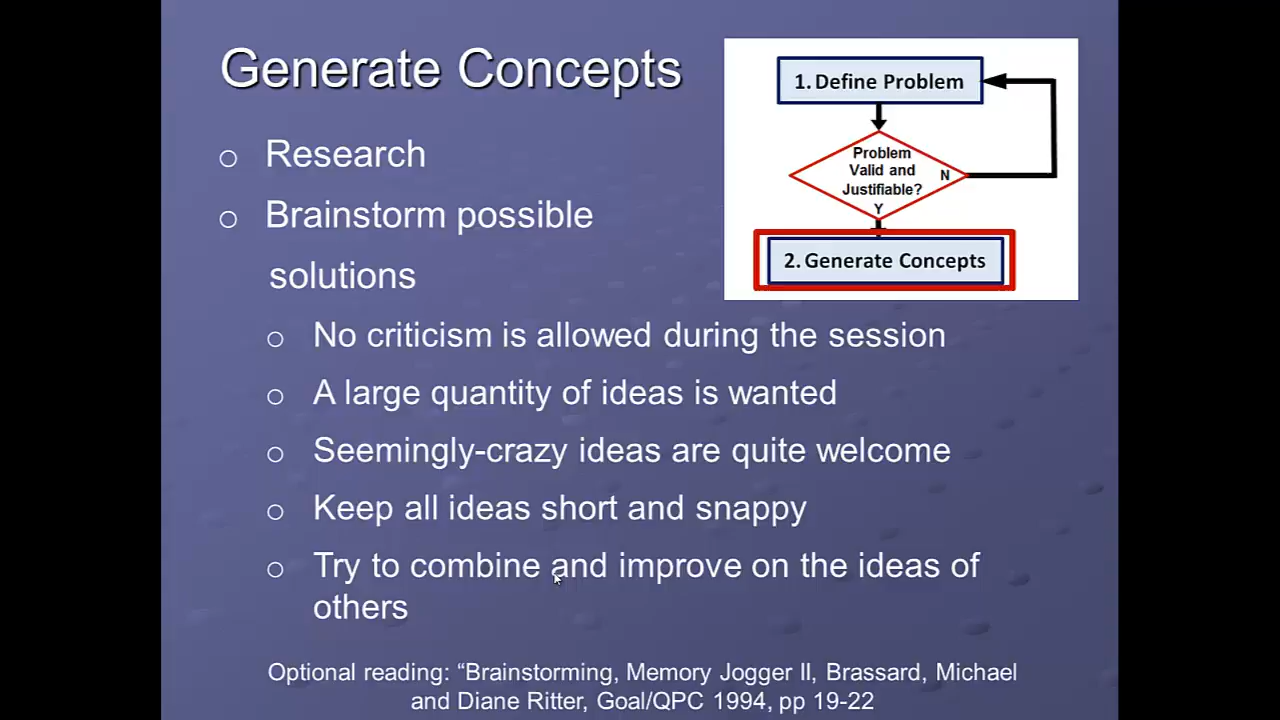 Generate Concepts
Research
Brainstorm possible
solutions
No criticism is allowed during the session
A large quantity of ideas is wanted
Seemingly-crazy ideas are quite welcome
Keep all ideas short and snappy
Try to combine and improve on the ideas of
others
Optional reading: “Brainstorming, Memory Jogger II, Brassard, Michael
and Diane Ritter, Goal/QPC 1994, pp 19-22
1. Define Problem
Problem
Valid and
Justifiable?
N
Y
2. Generate Concepts